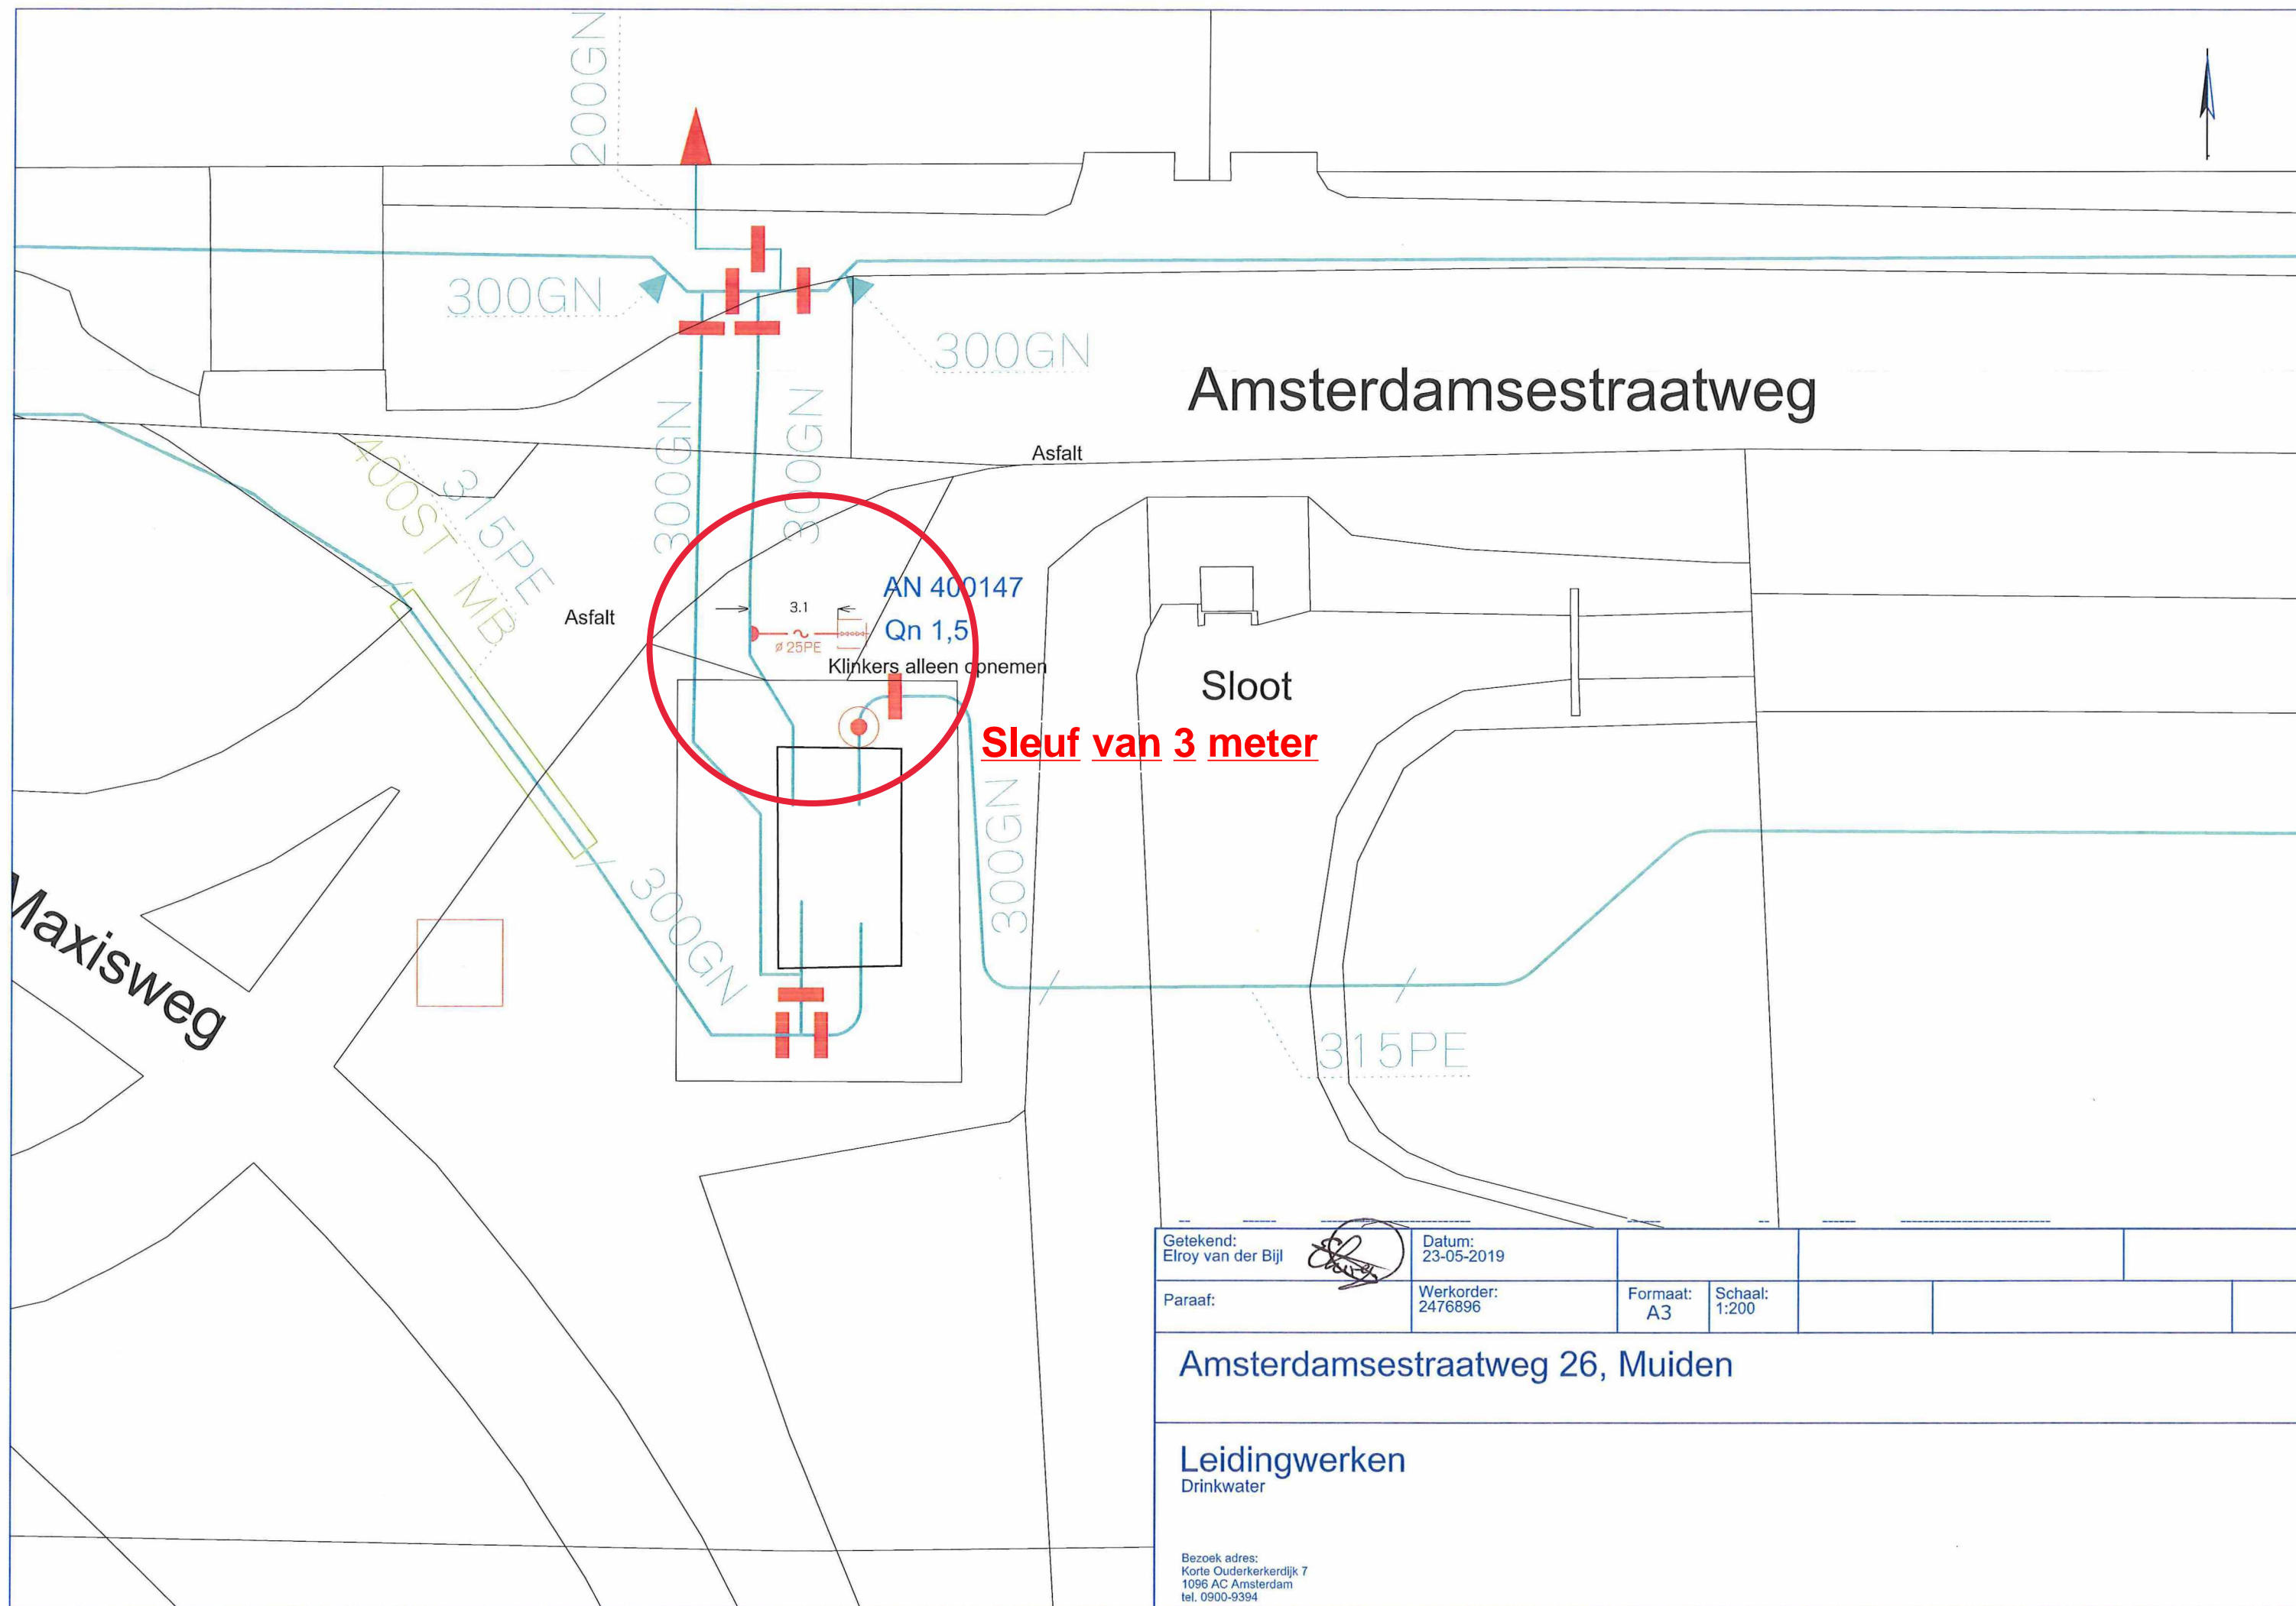 200GN
300GN
300GN
Amsterdamsestraatweg
300GN
300GN
Asfalt
400ST MB
315PE
Asfalt
3.1
AN 400147
Qn 1,5
ø 25PE
Klinkers alleen opnemen
Sloot
Sleuf van 3 meter
300GN
300GN
Maxisweg
315PE
Getekend:
Elroy van der Bijl
Datum:
23-05-2019
Paraaf:
Werkorder:
2476896
Formaat:
A3
Schaal:
1:200
Amsterdamsestraatweg 26, Muiden
Leidingwerken
Drinkwater
Bezoek adres:
Korte Ouderkerkerdijk 7
1096 AC Amsterdam
tel. 0900-9394